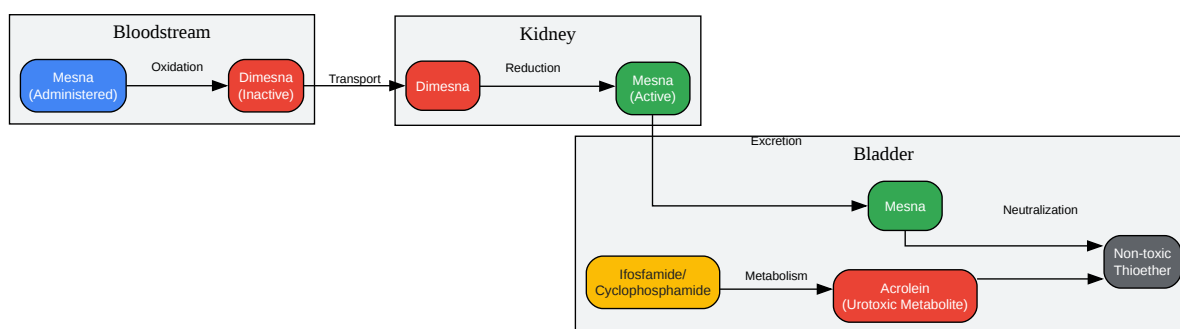 Bloodstream
Mesna
(Administered)
Oxidation
Dimesna
(Inactive)
Transport
Kidney
Dimesna
Reduction
Mesna
(Active)
Excretion
Bladder
Mesna
Neutralization
Ifosfamide/
Cyclophosphamide
Metabolism
Acrolein
(Urotoxic Metabolite)
Non-toxic
Thioether